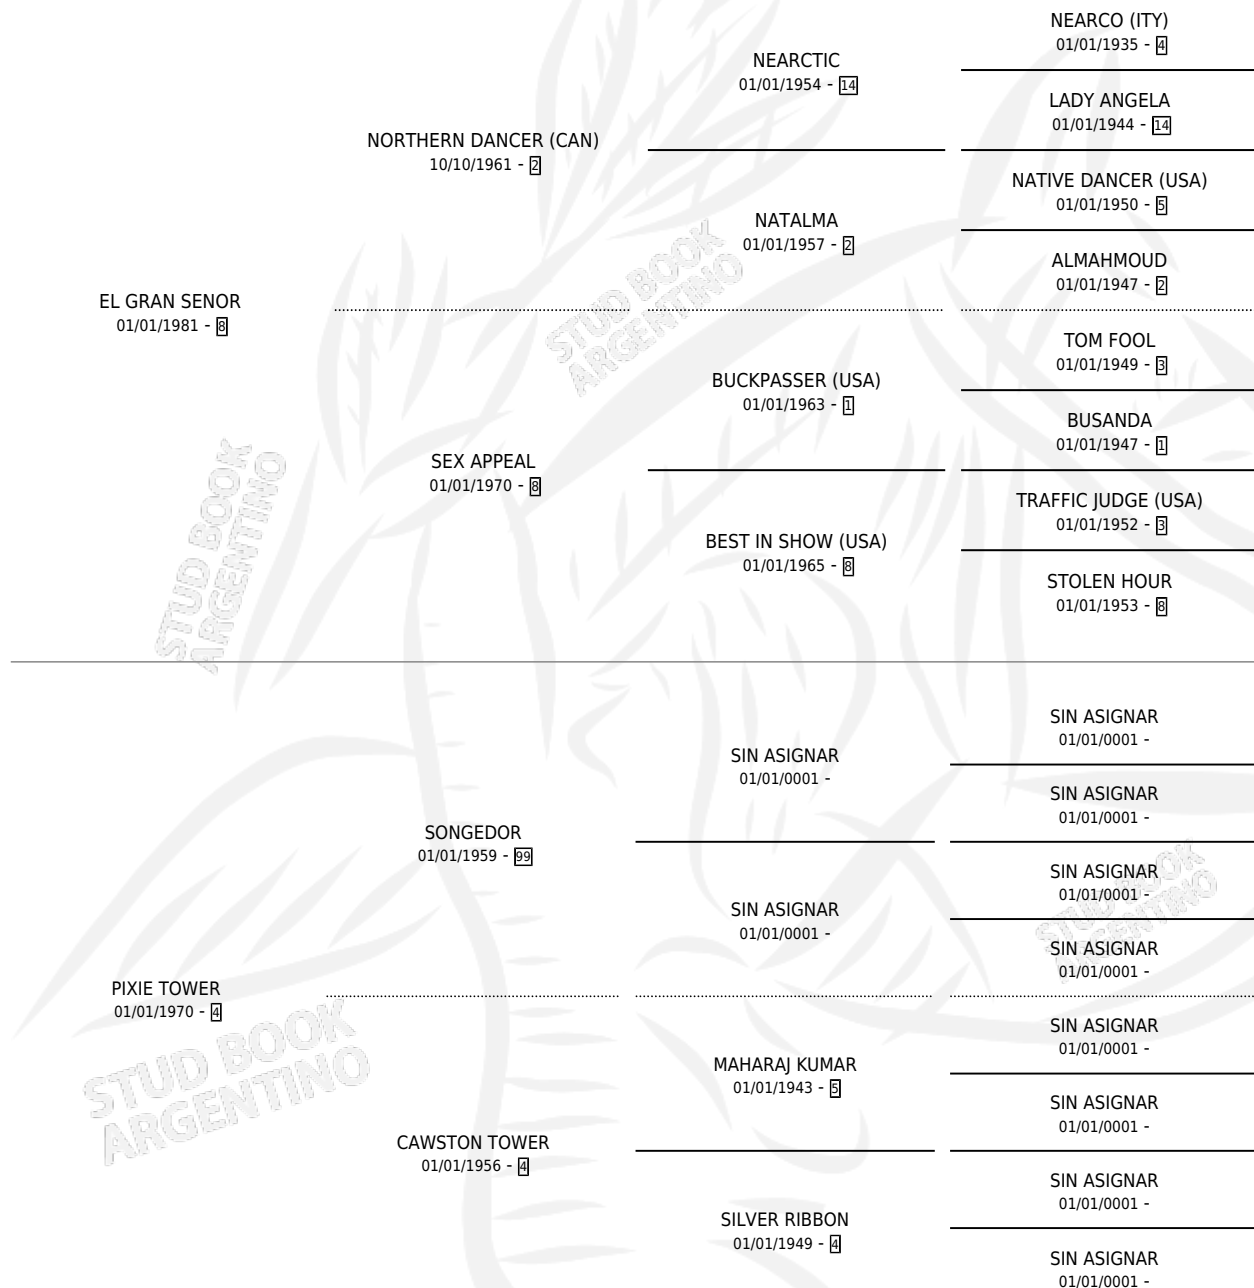 EL GRAN SENOR
01/01/1981 - 8
NORTHERN DANCER (CAN)
10/10/1961 - 2
SEX APPEAL
01/01/1970 - 8
NEARCTIC
01/01/1954 - 14
NATALMA
01/01/1957 - 2
BUCKPASSER (USA)
01/01/1963 - 1
BEST IN SHOW (USA)
01/01/1965 - 8
NEARCO (ITY)
01/01/1935 - 4
LADY ANGELA
01/01/1944 - 14
NATIVE DANCER (USA)
01/01/1950 - 5
ALMAHMOUD
01/01/1947 - 2
TOM FOOL
01/01/1949 - 3
BUSANDA
01/01/1947 - 1
TRAFFIC JUDGE (USA)
01/01/1952 - 3
STOLEN HOUR
01/01/1953 - 8
PIXIE TOWER
01/01/1970 - 4
SONGEDOR
01/01/1959 - 99
CAWSTON TOWER
01/01/1956 - 4
SIN ASIGNAR
01/01/0001 -
SIN ASIGNAR
01/01/0001 -
MAHARAJ KUMAR
01/01/1943 - 5
SILVER RIBBON
01/01/1949 - 4
SIN ASIGNAR
01/01/0001 -
SIN ASIGNAR
01/01/0001 -
SIN ASIGNAR
01/01/0001 -
SIN ASIGNAR
01/01/0001 -
SIN ASIGNAR
01/01/0001 -
SIN ASIGNAR
01/01/0001 -
SIN ASIGNAR
01/01/0001 -
SIN ASIGNAR
01/01/0001 -
STUD BOOK
ARGENTINO
STUD BOOK
ARGENTINO
STUD BOOK
ARGENTINO
STUD BOOK
ARGENTINO